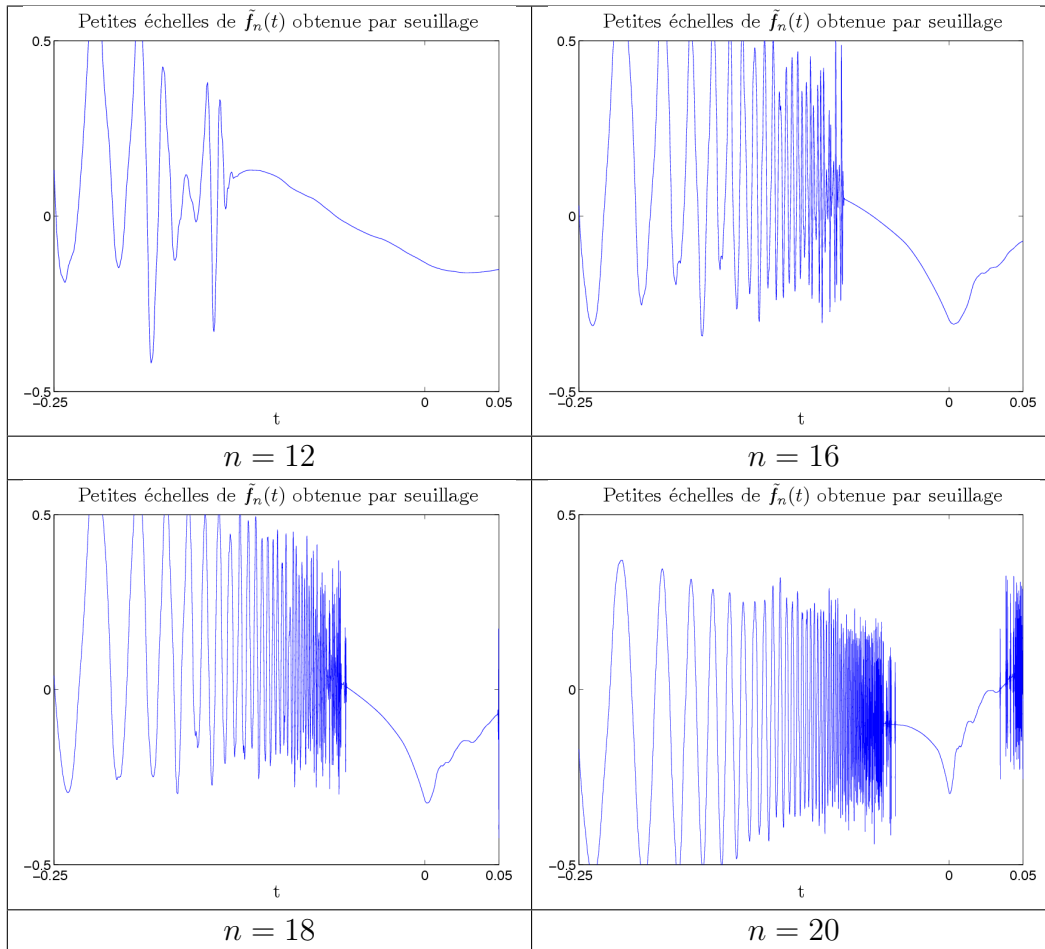 Petites échelles de f̃ₙ(t) obtenue par seuillage
0.5
0
−0.5
−0.25
0
0.05
t
n = 12
Petites échelles de f̃ₙ(t) obtenue par seuillage
0.5
0
−0.5
−0.25
0
0.05
t
n = 16
Petites échelles de f̃ₙ(t) obtenue par seuillage
0.5
0
−0.5
−0.25
0
0.05
t
n = 18
Petites échelles de f̃ₙ(t) obtenue par seuillage
0.5
0
−0.5
−0.25
0
0.05
t
n = 20